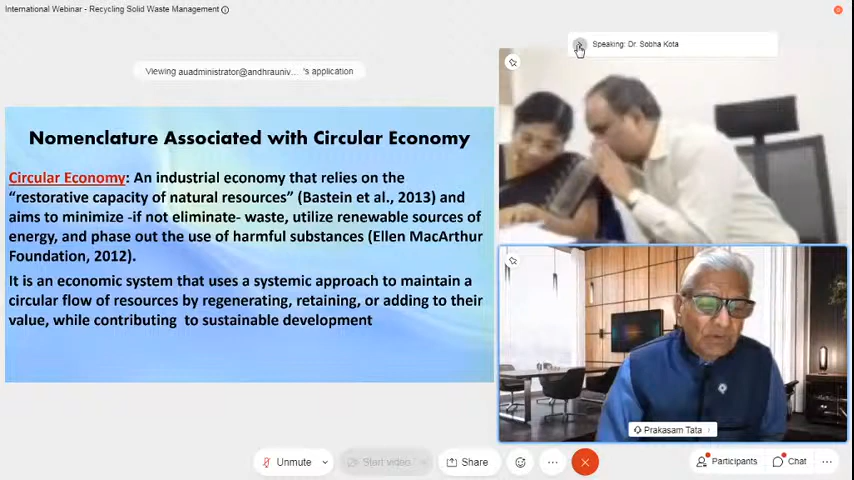 International Webinar - Recycling Solid Waste Management
Speaking: Dr. Sobha Kota
Viewing auadministrator@andhrauniv... 's application
Nomenclature Associated with Circular Economy
Circular Economy: An industrial economy that relies on the
“restorative capacity of natural resources” (Bastein et al., 2013) and
aims to minimize -if not eliminate- waste, utilize renewable sources of
energy, and phase out the use of harmful substances (Ellen MacArthur
Foundation, 2012).
It is an economic system that uses a systemic approach to maintain a
circular flow of resources by regenerating, retaining, or adding to their
value, while contributing to sustainable development
Prakasam Tata
Unmute
Start video
Share
Participants
Chat